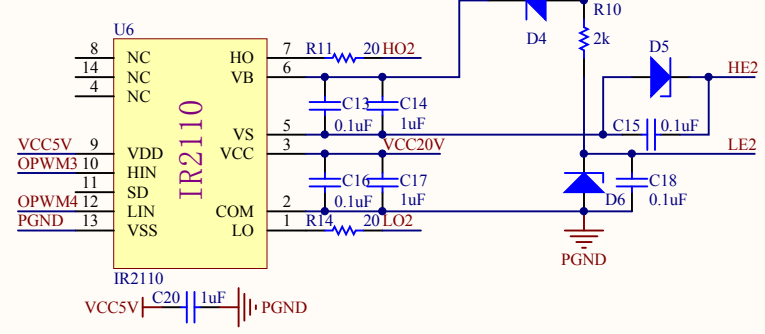 R10
D4
2k
U6
8 NC
14 NC
4 NC
HO 7 R11 20 HO2
VB 6
C13 C14
0.1uF 1uF
VS 5
VCC 3 VCC20V
D5
HE2
C15 0.1uF
LE2
VCC5V 9 VDD
OPWM3 10 HIN
11 SD
OPWM4 12 LIN
PGND 13 VSS
IR2110
C16 C17
0.1uF 1uF
COM 2
LO 1 R14 20 LO2
D6
C18
0.1uF
PGND
IR2110
VCC5V C20 1uF PGND